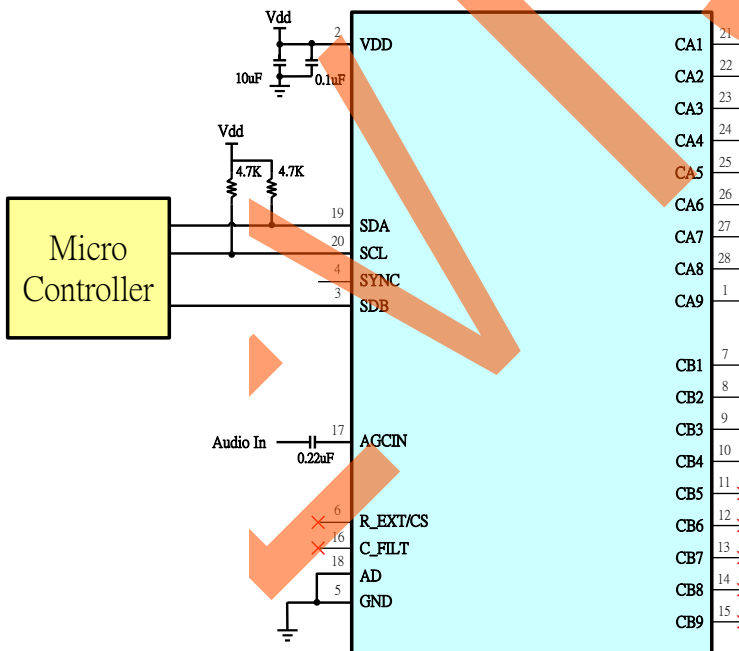 Vdd
2
VDD
10uF
0.1uF
Vdd
4.7K
4.7K
Micro
Controller
19
SDA
20
SCL
4
SYNC
3
SDB
Audio In
0.22uF
17
AGCIN
6
R_EXT/CS
16
C_FILT
18
AD
5
GND
CA1
21
CA2
22
CA3
23
CA4
24
CA5
25
CA6
26
CA7
27
CA8
28
CA9
1
CB1
7
CB2
8
CB3
9
CB4
10
CB5
11
CB6
12
CB7
13
CB8
14
CB9
15